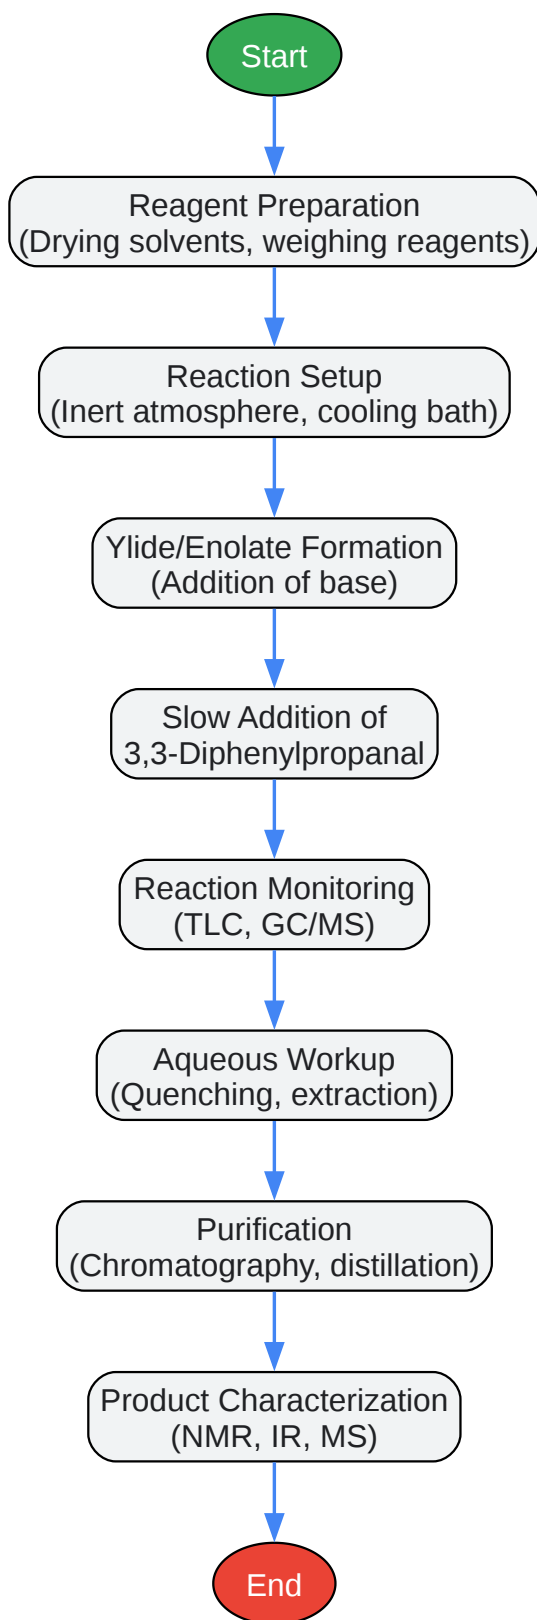 Start
Reagent Preparation
(Drying solvents, weighing reagents)
Reaction Setup
(Inert atmosphere, cooling bath)
Ylide/Enolate Formation
(Addition of base)
Slow Addition of
3,3-Diphenylpropanal
Reaction Monitoring
(TLC, GC/MS)
Aqueous Workup
(Quenching, extraction)
Purification
(Chromatography, distillation)
Product Characterization
(NMR, IR, MS)
End